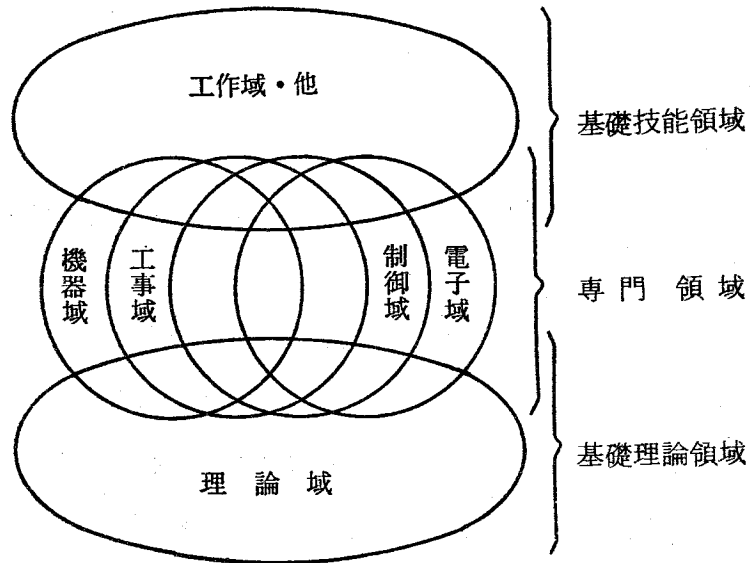 工作域・他
基礎技能領域
機器域
工事域
制御域
電子域
専門領域
理論域
基礎理論領域